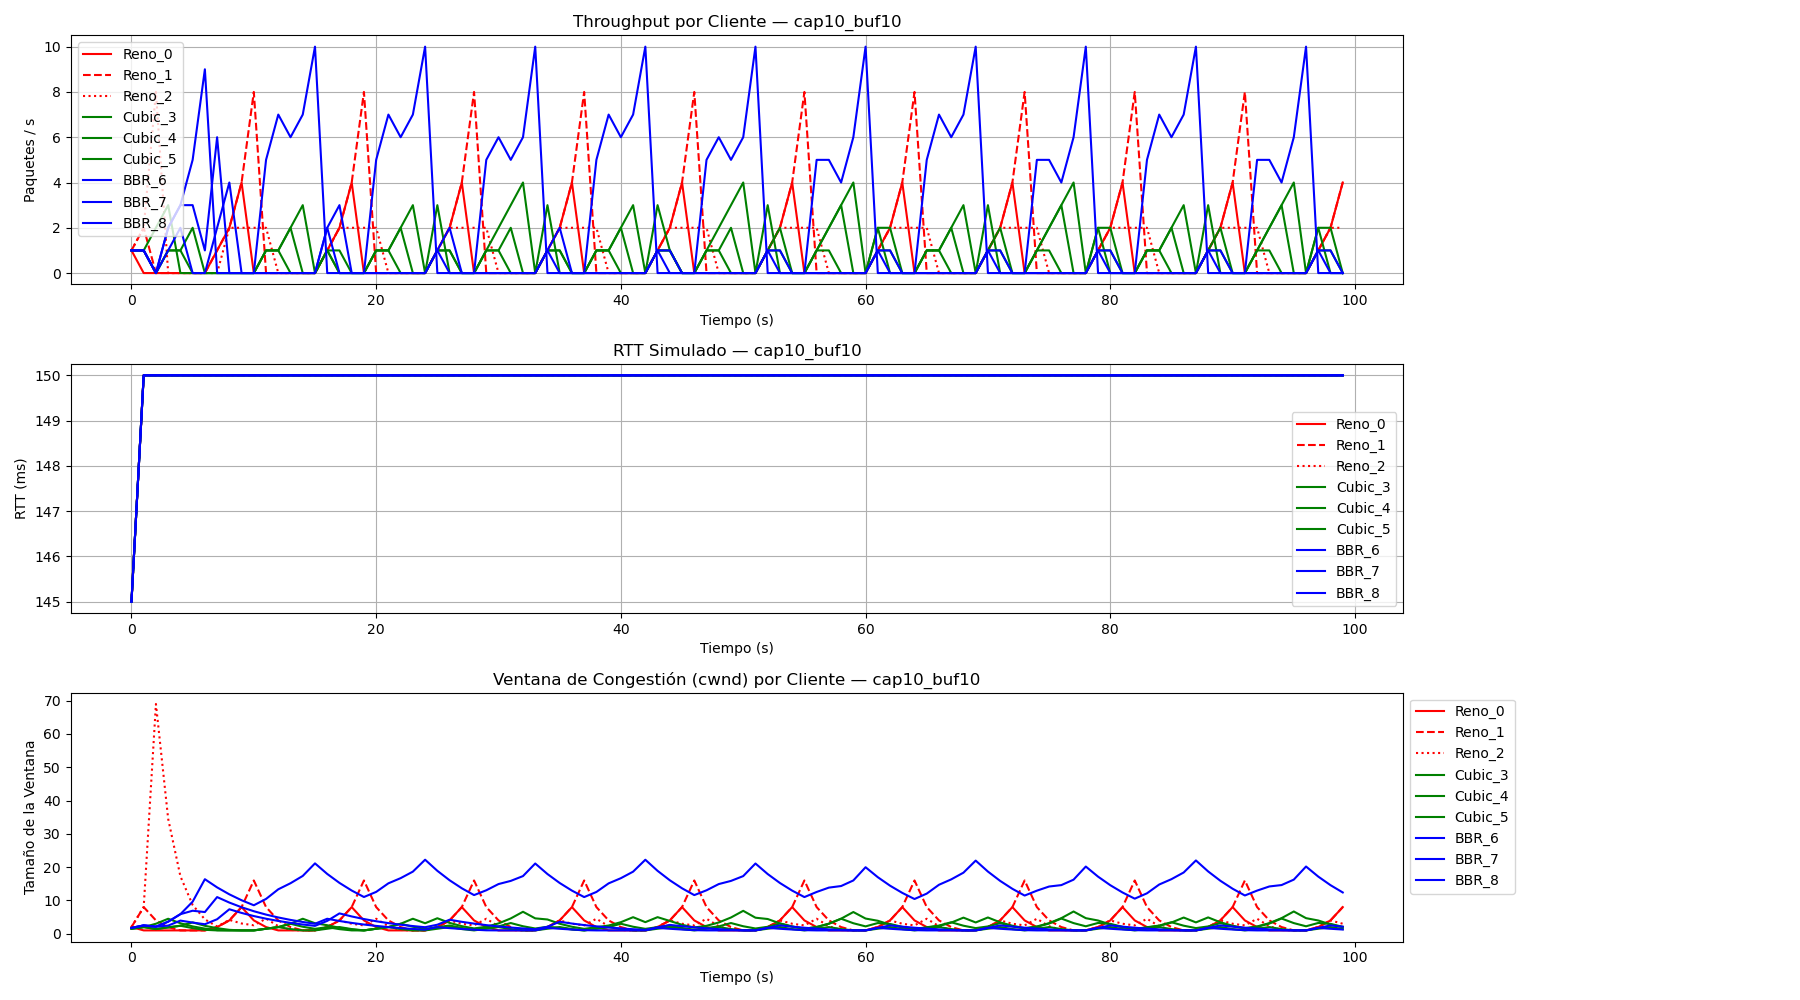 Throughput por Cliente — cap10_buf10
Paquetes / s
10
8
6
4
2
0
Reno_0
Reno_1
Reno_2
Cubic_3
Cubic_4
Cubic_5
BBR_6
BBR_7
BBR_8
0 20 40 60 80 100
Tiempo (s)
RTT Simulado — cap10_buf10
RTT (ms)
150
149
148
147
146
145
Reno_0
Reno_1
Reno_2
Cubic_3
Cubic_4
Cubic_5
BBR_6
BBR_7
BBR_8
0 20 40 60 80 100
Tiempo (s)
Ventana de Congestión (cwnd) por Cliente — cap10_buf10
Tamaño de la Ventana
70
60
50
40
30
20
10
0
Reno_0
Reno_1
Reno_2
Cubic_3
Cubic_4
Cubic_5
BBR_6
BBR_7
BBR_8
0 20 40 60 80 100
Tiempo (s)